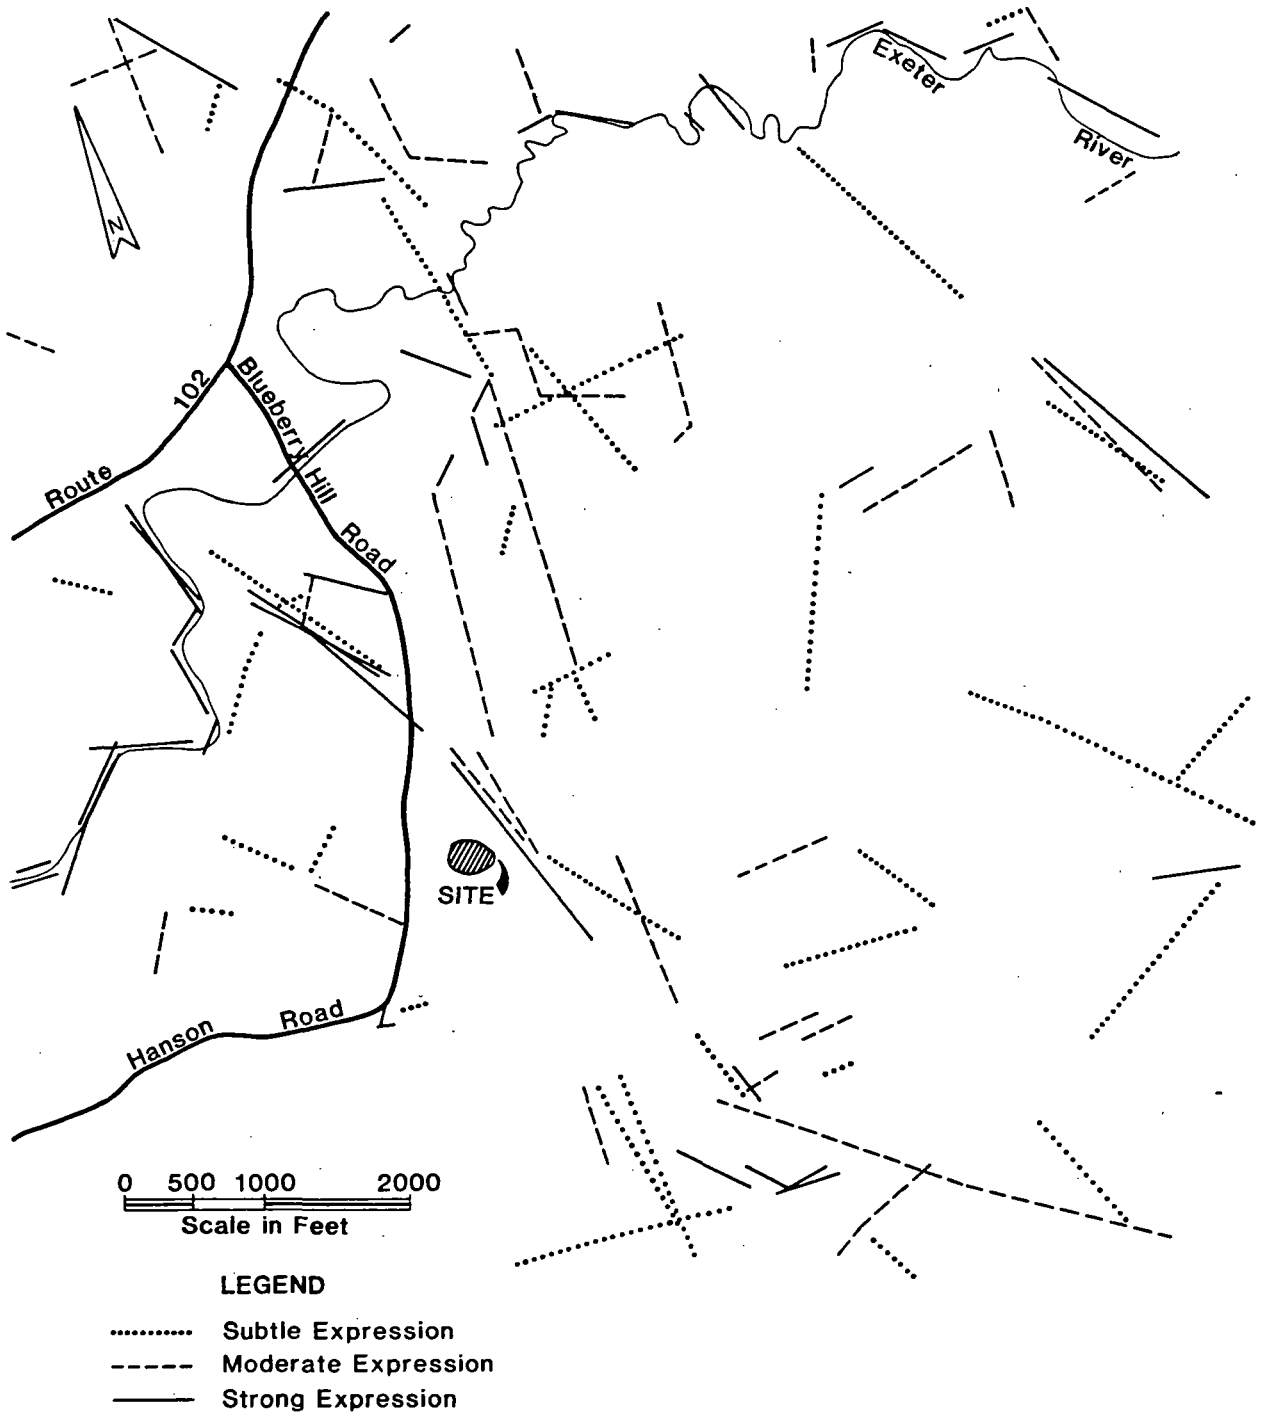 Exeter
River
N
102
Blueberry Hill
Route
Road
SITE
Hanson Road
0 500 1000 2000
Scale in Feet
LEGEND
Subtle Expression
Moderate Expression
Strong Expression